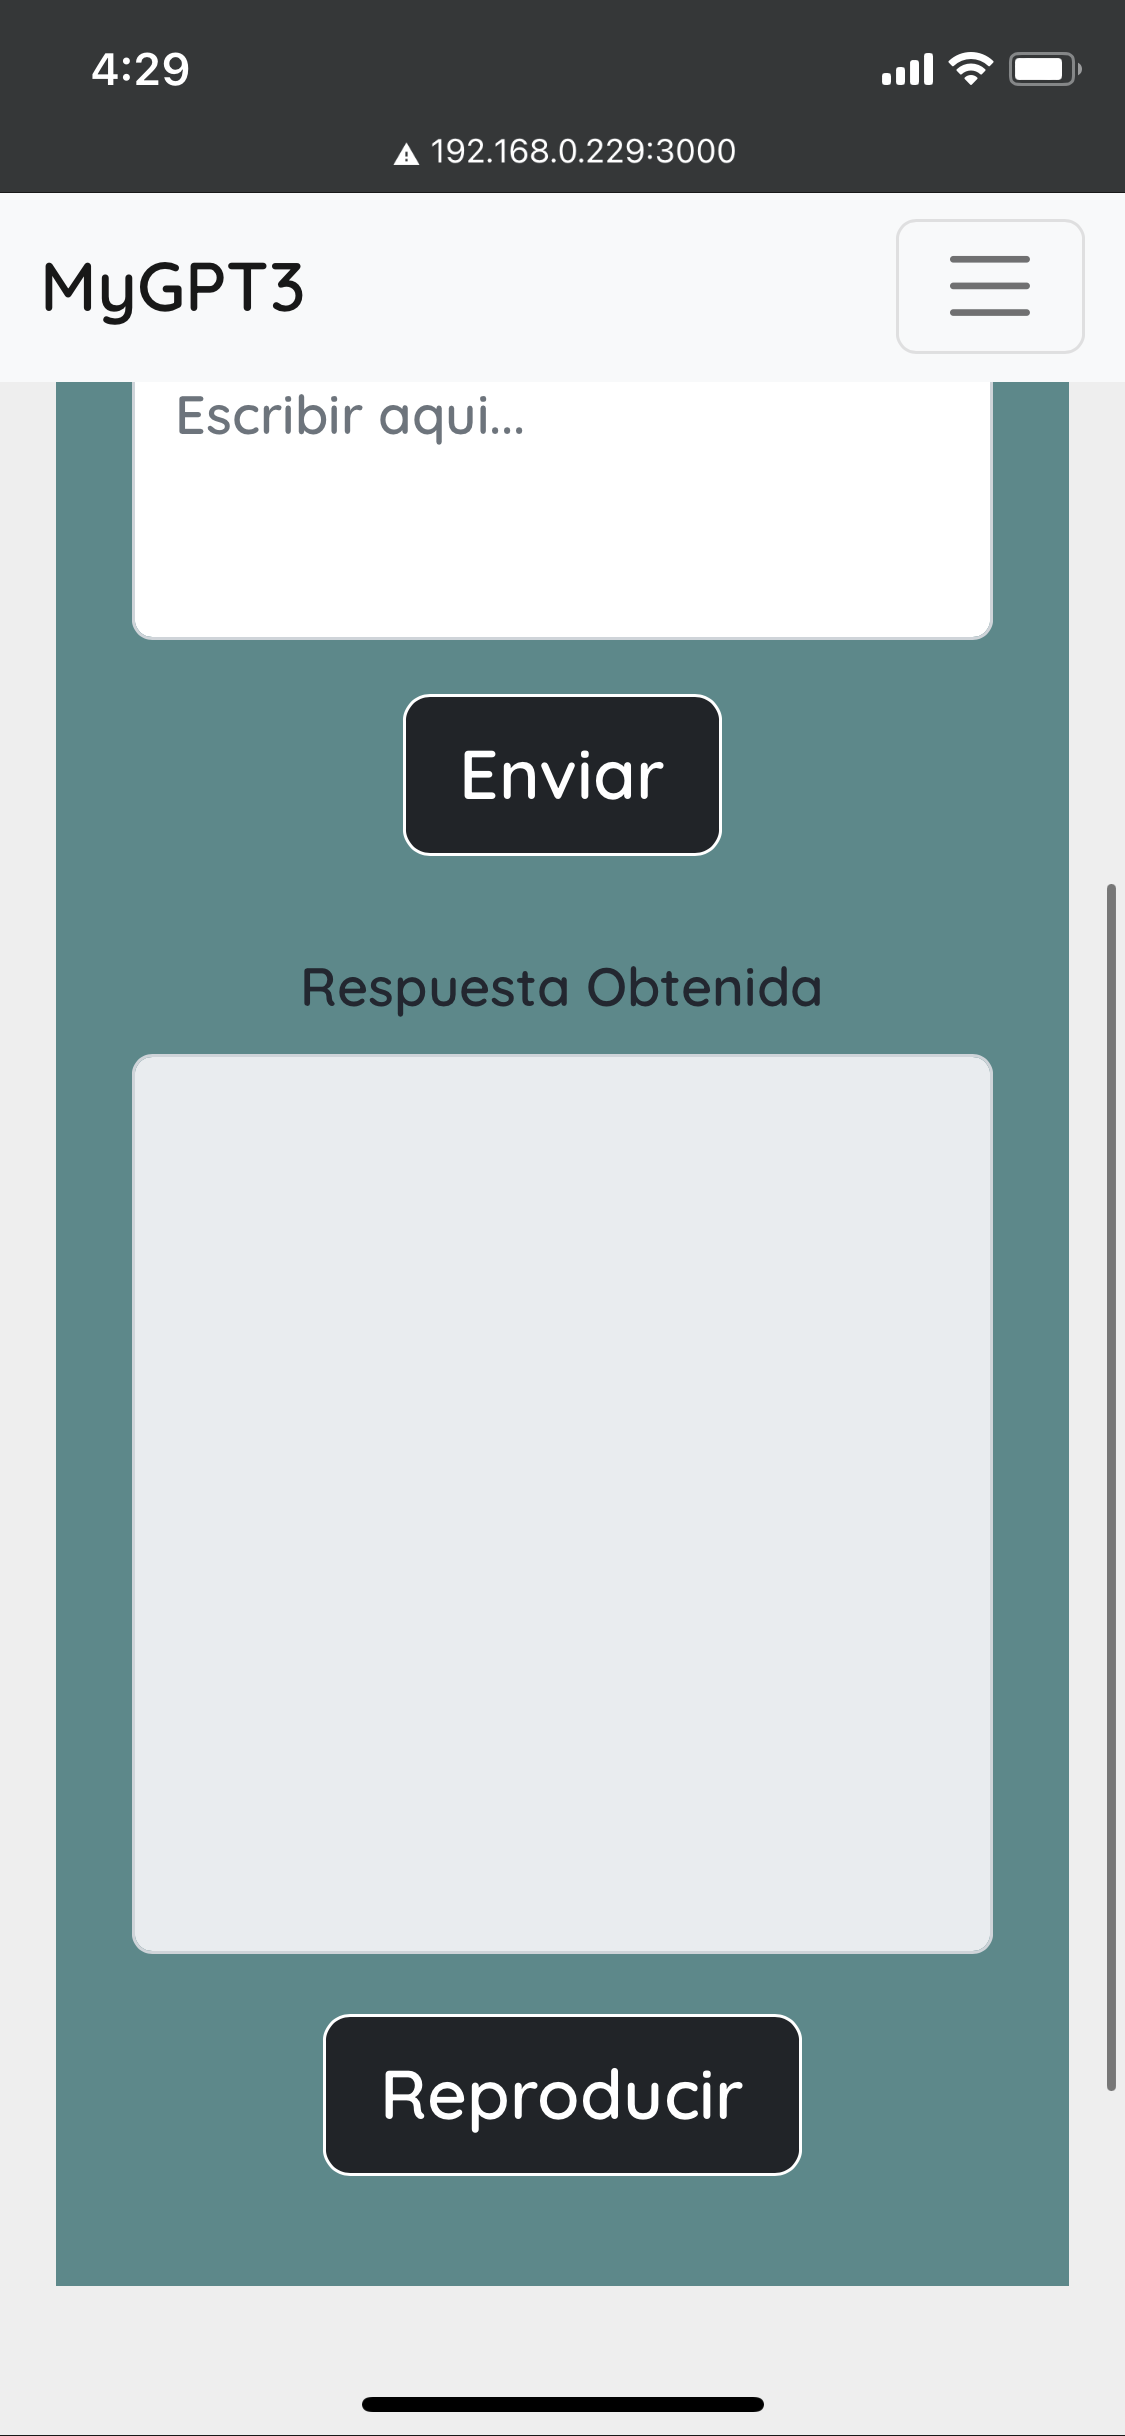 4:29
192.168.0.229:3000
MyGPT3
Escribir aqui...
Enviar
Respuesta Obtenida
Reproducir